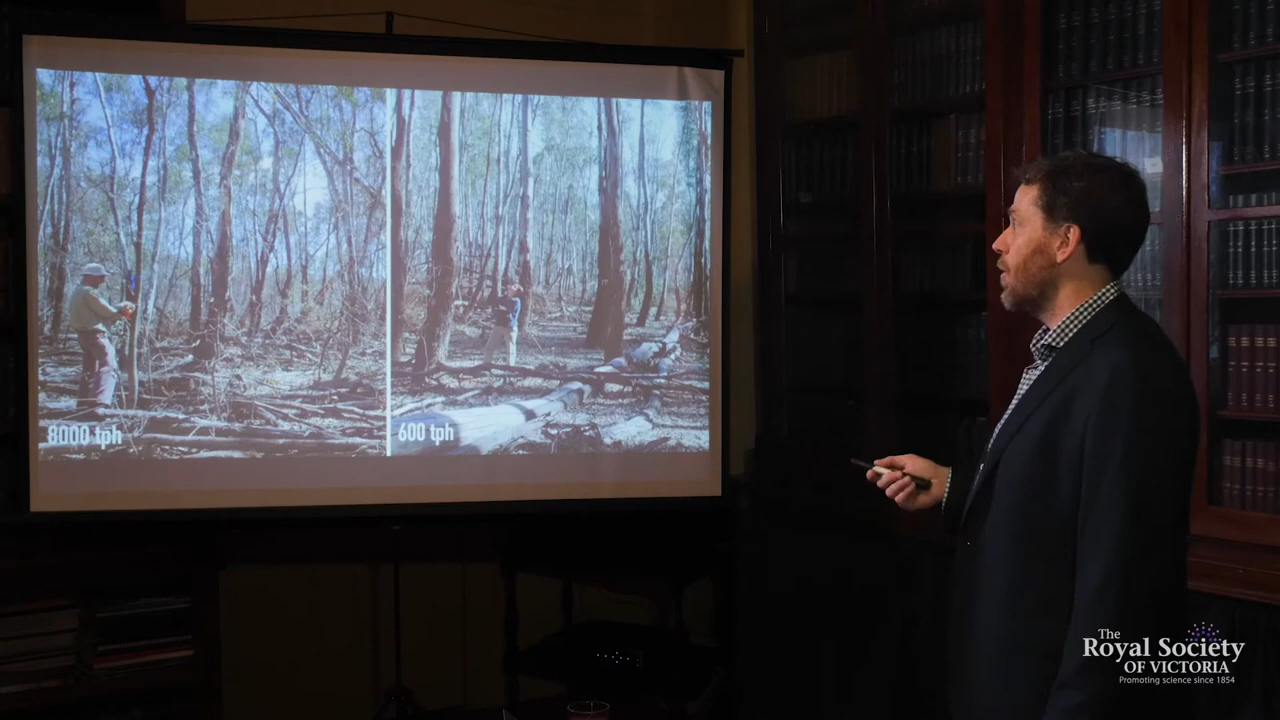 8000 tph
600 tph
The
Royal Society
OF VICTORIA
Promoting science since 1854